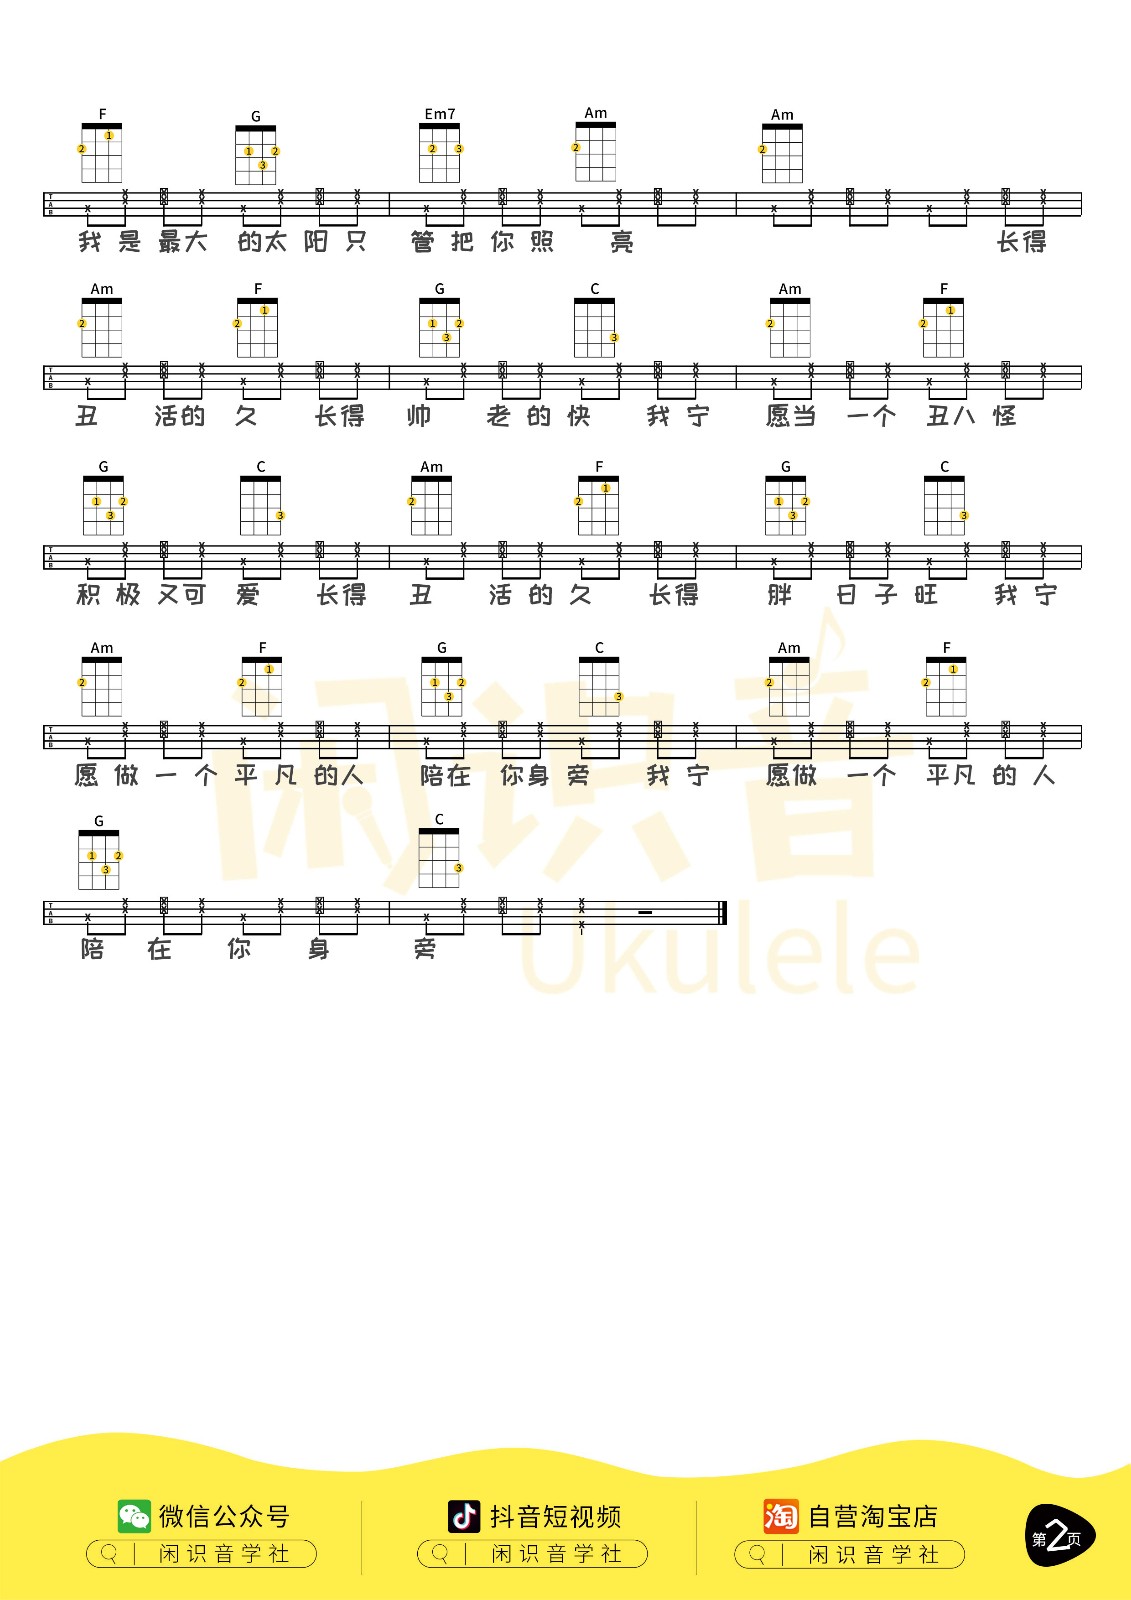 F G Em7 Am Am
我是最大 的太阳只 管把你照 亮 长得
Am F G C Am F
丑 活的久 长得 帅 老的快 我宁 愿当一个 丑八怪
G C Am F G C
积极又可 爱 长得 丑 活的久 长得 胖 日子旺 我宁
Am F G C Am F
愿做一个平凡的人 陪在你身旁 我宁 愿做一个 平凡的人
G C
陪在你身 旁
闲识音
Ukulele
微信公众号 抖音短视频 自营淘宝店
闲识音学社 闲识音学社 闲识音学社
第2页